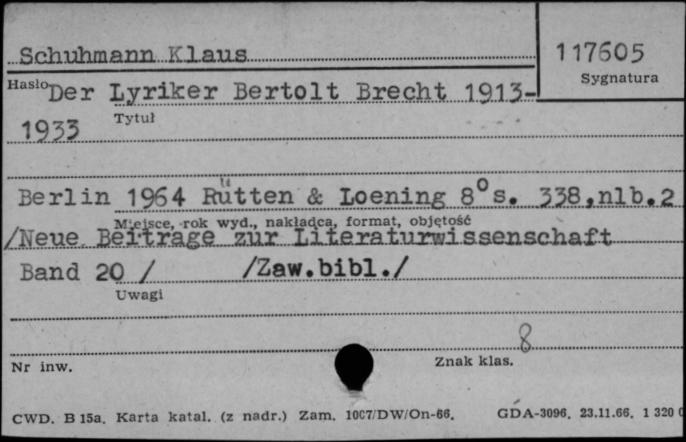 Schuhmann Klaus
117605
Hasło
Sygnatura
Der Lyriker Bertolt Brecht 1913-
Tytuł
1933
Berlin 1964 Rütten & Loening 8° s. 338,nlb.2
Miejsce, rok wyd., nakładca, format, objętość
/Neue Beitrage zur Literaturwissenschaft
Band 20 / /Zaw.bibl./
Uwagi
8
Nr inw.
Znak klas.
CWD. B 15a. Karta katal. (z nadr.) Zam. 1007/DW/On-66. GDA-3096. 23.11.66. 1 320 0